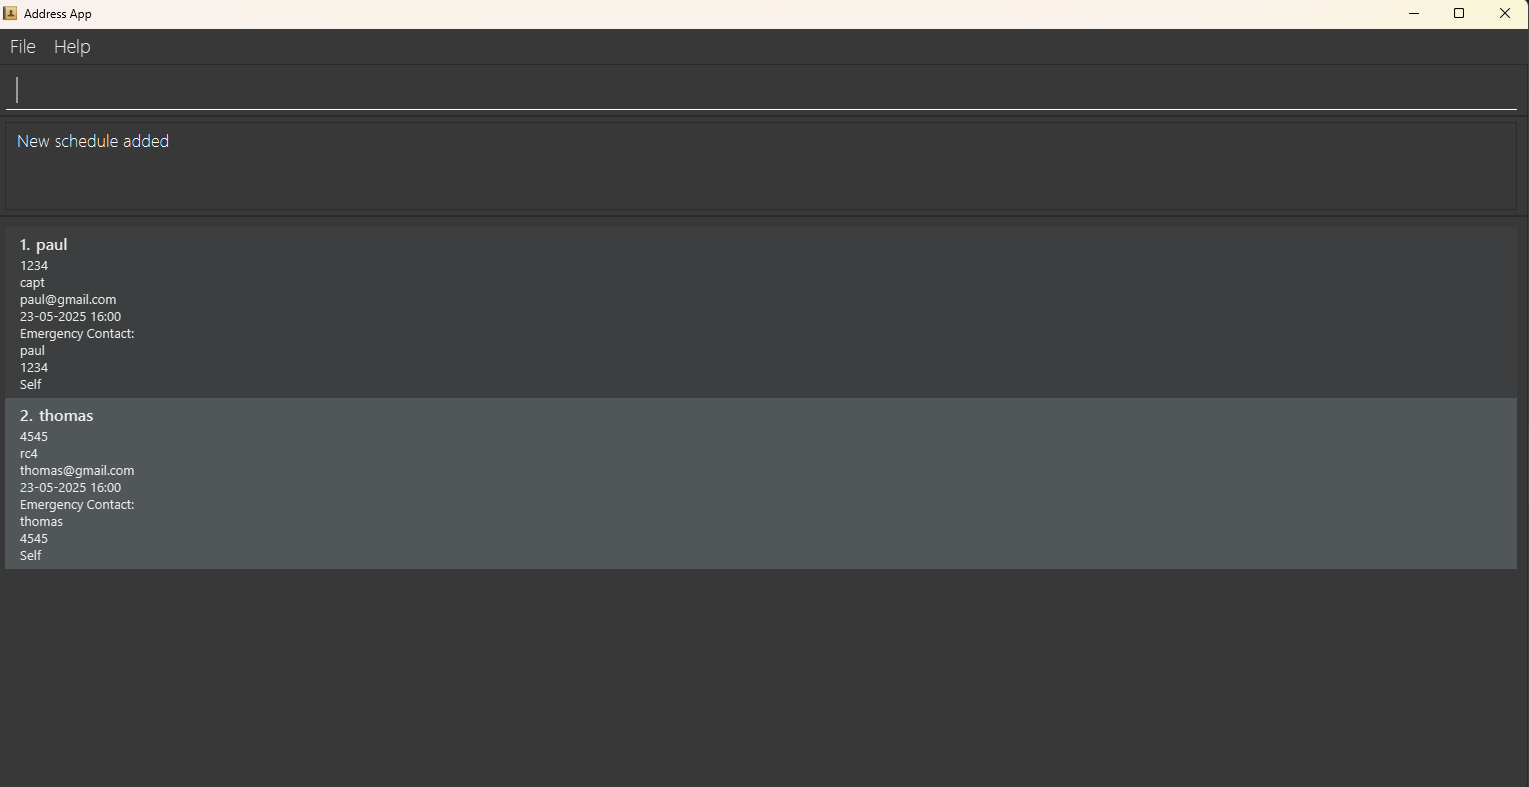 Address App
File Help
New schedule added
1. paul
1234
capt
paul@gmail.com
23-05-2025 16:00
Emergency Contact:
paul
1234
Self
2. thomas
4545
rc4
thomas@gmail.com
23-05-2025 16:00
Emergency Contact:
thomas
4545
Self